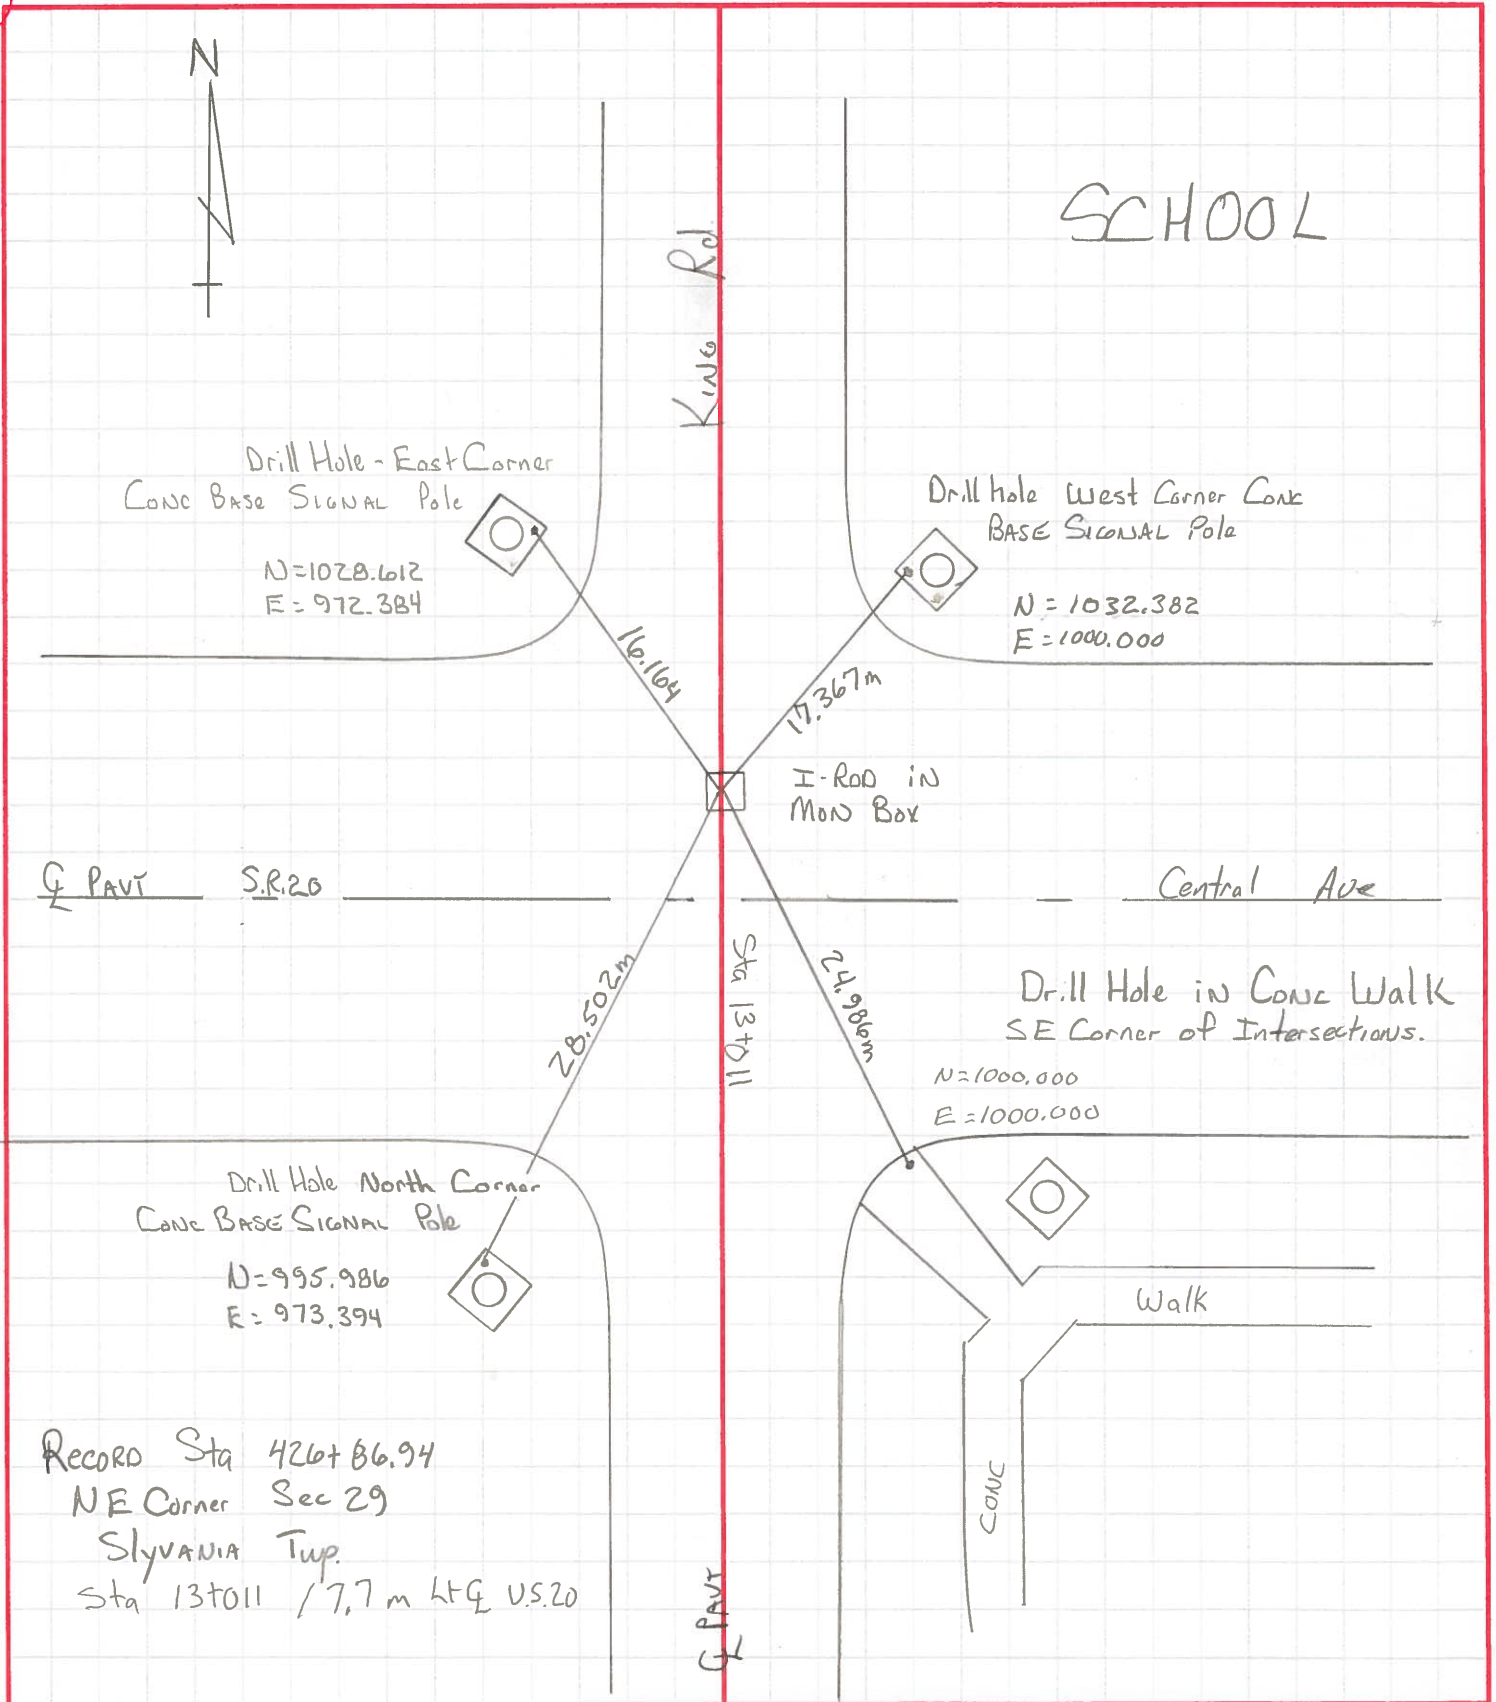 N
SCHOOL
KING Rd.
Drill Hole - East Corner
CONC BASE SIGNAL Pole
N=1028.612
E=972.384
Drill hole West Corner Conc
BASE SIGNAL Pole
N=1032.382
E=1000.000
16.164
17.367m
I-ROD iN
MON BOX
℄ PAVT S.R.20
Central Ave
28.502m
Sta 13+011
24.986m
Drill Hole iN CONC Walk
SE Corner of Intersections.
N=1000.000
E=1000.000
Drill Hole North Corner
CONC BASE SIGNAL Pole
N=995.986
E=973.394
Walk
CONC
RECORD Sta 426+86.94
NE Corner Sec 29
SlyVANIA Twp.
Sta 13+011 / 7.7m Lt ℄ U.S.20
℄ PAVT